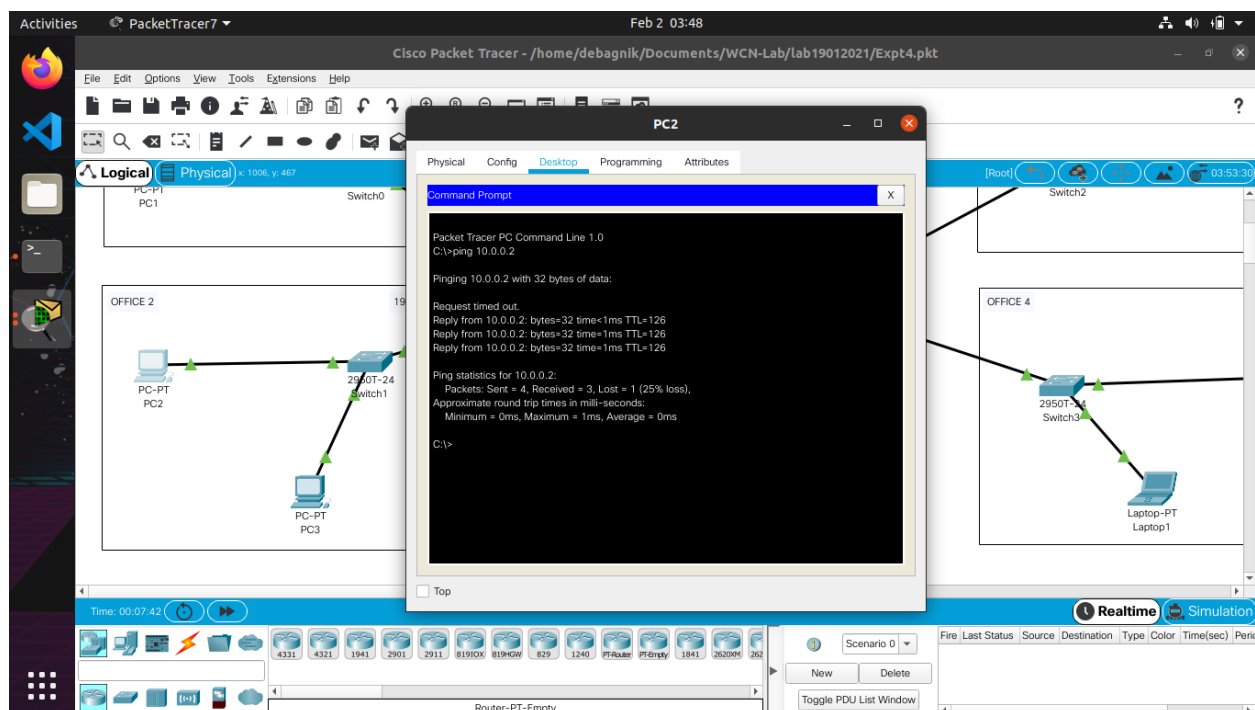 Activities PacketTracer7 Feb 2 03:48
Cisco Packet Tracer - /home/debagnik/Documents/WCN-Lab/lab19012021/Expt4.pkt
File Edit Options View Tools Extensions Help
?
PC2
Physical Config Desktop Programming Attributes
Logical Physical x: 1006, y: 467
[Root] 03:53:30
Command Prompt X
PC-PT
PC1
Switch0
Switch2
Packet Tracer PC Command Line 1.0
C:\>ping 10.0.0.2
Pinging 10.0.0.2 with 32 bytes of data:
Request timed out.
Reply from 10.0.0.2: bytes=32 time<1ms TTL=126
Reply from 10.0.0.2: bytes=32 time=1ms TTL=126
Reply from 10.0.0.2: bytes=32 time=1ms TTL=126
Ping statistics for 10.0.0.2:
Packets: Sent = 4, Received = 3, Lost = 1 (25% loss),
Approximate round trip times in milli-seconds:
Minimum = 0ms, Maximum = 1ms, Average = 0ms
C:\>
OFFICE 2
19
PC-PT
PC2
2950T-24
Switch1
PC-PT
PC3
OFFICE 4
2950T-24
Switch3
Laptop-PT
Laptop1
Top
Time: 00:07:42
Realtime Simulation
4331 4321 1941 2901 2911 819IOX 819HGW 829 1240 PT-Router PT-Empty 1841 2620XM 262
Router-PT-Empty
Scenario 0
New Delete
Toggle PDU List Window
Fire Last Status Source Destination Type Color Time(sec) Peri